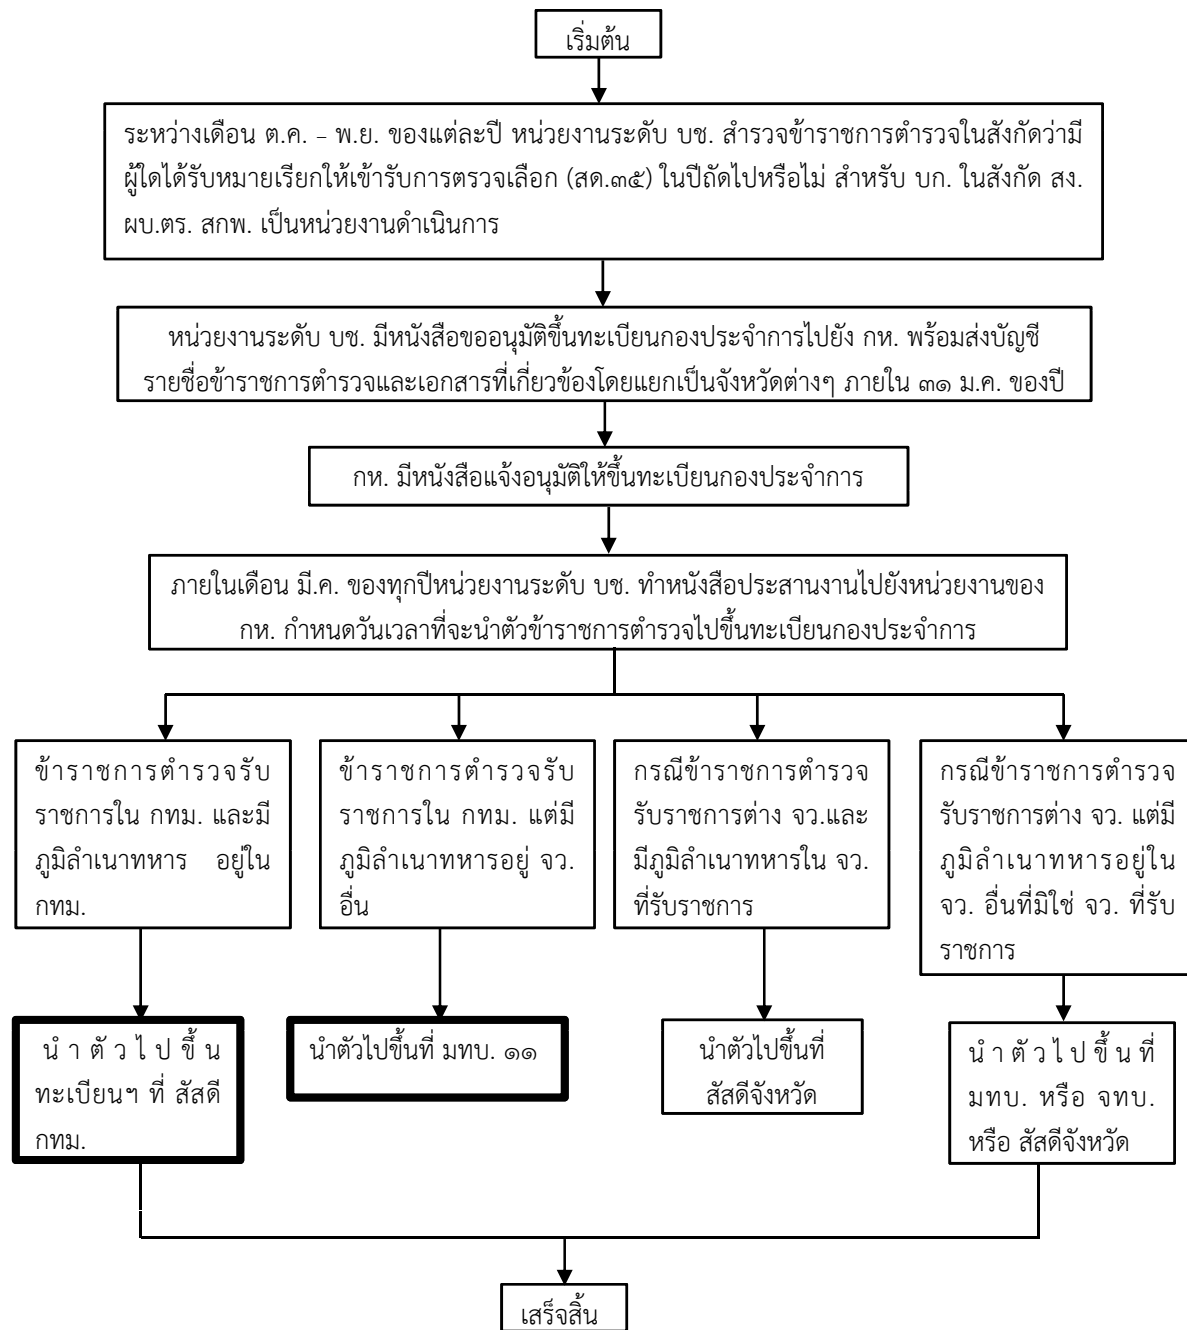 เริ่มต้น
ระหว่างเดือน ต.ค. – พ.ย. ของแต่ละปี หน่วยงานระดับ บช. สำรวจข้าราชการตำรวจในสังกัดว่ามี
ผู้ใดได้รับหมายเรียกให้เข้ารับการตรวจเลือก (สด.๓๕) ในปีถัดไปหรือไม่ สำหรับ บก. ในสังกัด สง.
ผบ.ตร. สกพ. เป็นหน่วยงานดำเนินการ
หน่วยงานระดับ บช. มีหนังสือขออนุมัติขึ้นทะเบียนกองประจำการไปยัง กห. พร้อมส่งบัญชี
รายชื่อข้าราชการตำรวจและเอกสารที่เกี่ยวข้องโดยแยกเป็นจังหวัดต่างๆ ภายใน ๓๑ ม.ค. ของปี
กห. มีหนังสือแจ้งอนุมัติให้ขึ้นทะเบียนกองประจำการ
ภายในเดือน มี.ค. ของทุกปีหน่วยงานระดับ บช. ทำหนังสือประสานงานไปยังหน่วยงานของ
กห. กำหนดวันเวลาที่จะนำตัวข้าราชการตำรวจไปขึ้นทะเบียนกองประจำการ
ข้าราชการตำรวจรับ
ราชการใน กทม. และมี
ภูมิลำเนาทหาร อยู่ใน
กทม.
ข้าราชการตำรวจรับ
ราชการใน กทม. แต่มี
ภูมิลำเนาทหารอยู่ จว.
อื่น
กรณีข้าราชการตำรวจ
รับราชการต่าง จว.และ
มีภูมิลำเนาทหารใน จว.
ที่รับราชการ
กรณีข้าราชการตำรวจ
รับราชการต่าง จว. แต่มี
ภูมิลำเนาทหารอยู่ใน
จว. อื่นที่มิใช่ จว. ที่รับ
ราชการ
นำตัวไปขึ้น
ทะเบียนฯ ที่ สัสดี
กทม.
นำตัวไปขึ้นที่ มทบ. ๑๑
นำตัวไปขึ้นที่
สัสดีจังหวัด
นำตัวไปขึ้นที่
มทบ. หรือ จทบ.
หรือ สัสดีจังหวัด
เสร็จสิ้น